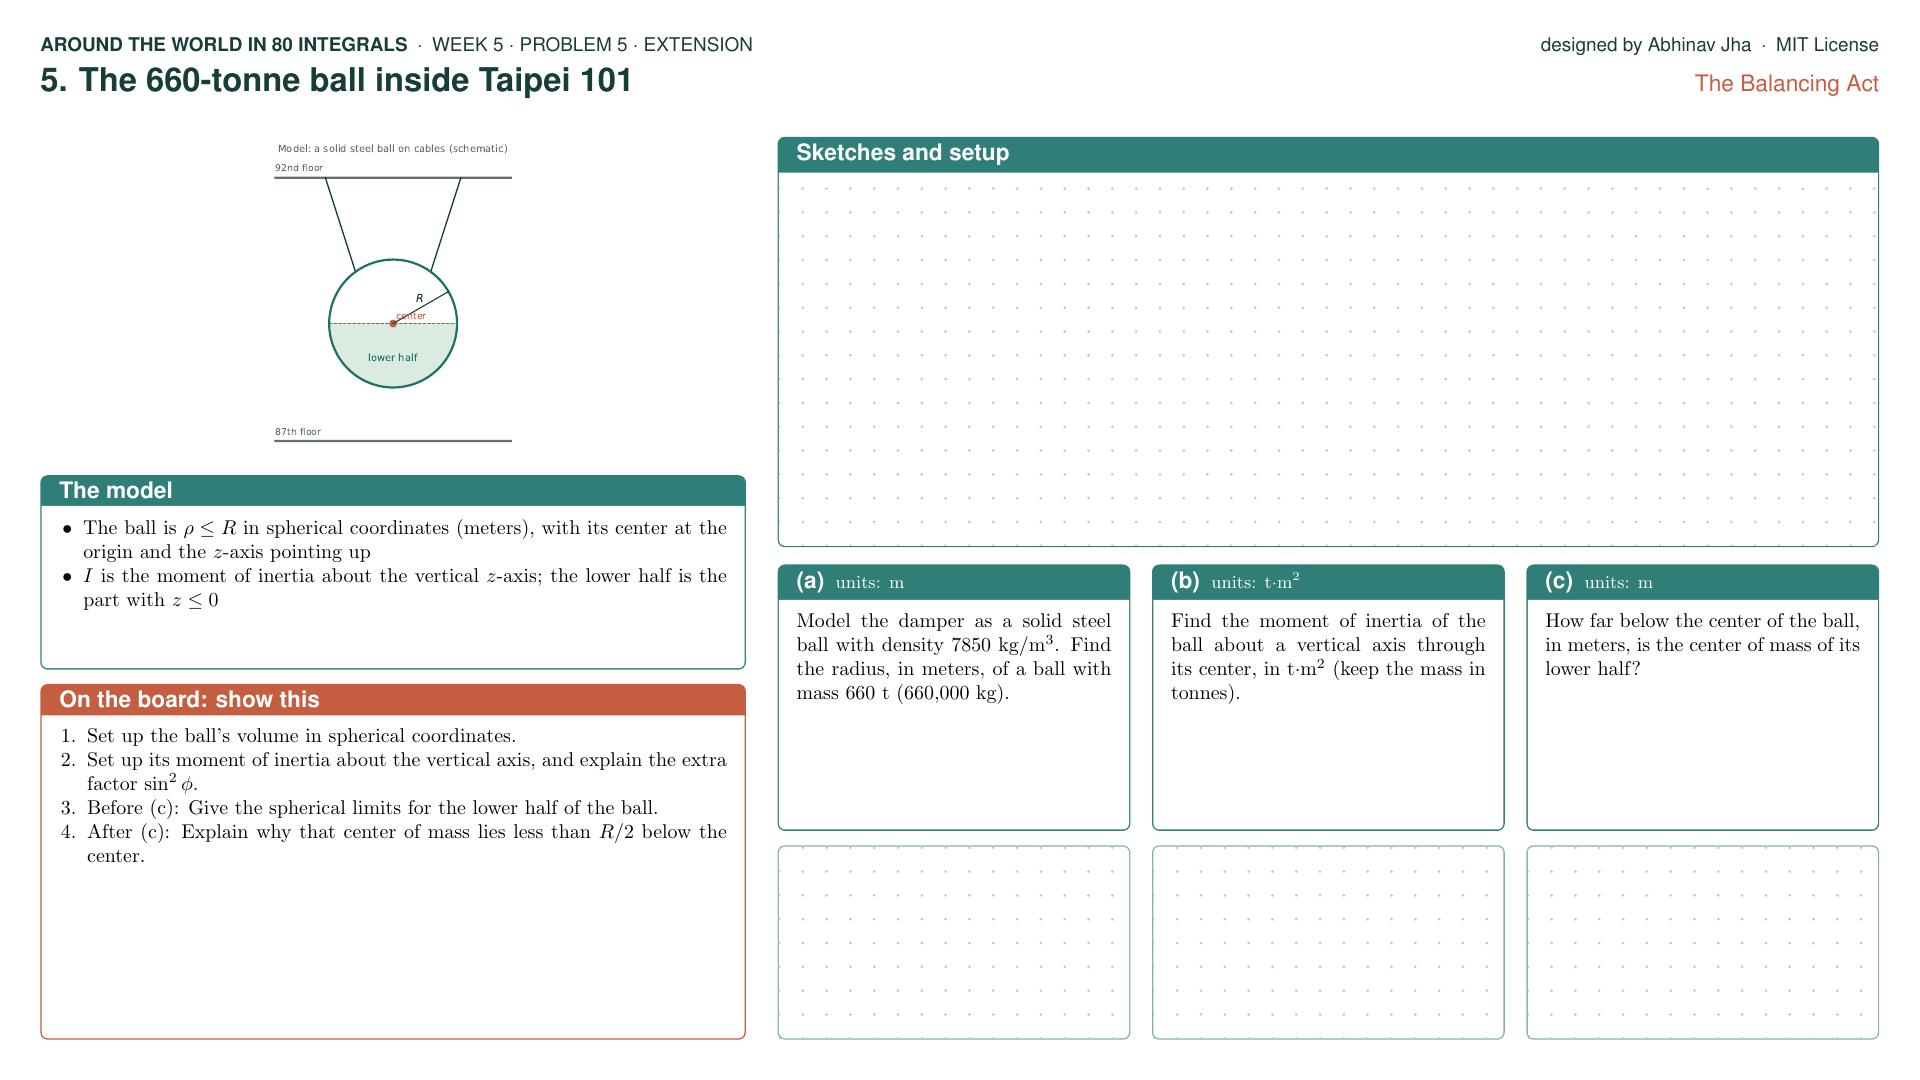 AROUND THE WORLD IN 80 INTEGRALS · WEEK 5 · PROBLEM 5 · EXTENSION
5. The 660-tonne ball inside Taipei 101
designed by Abhinav Jha · MIT License
The Balancing Act
Model: a solid steel ball on cables (schematic)
92nd floor
R
center
lower half
87th floor
The model
• The ball is ρ ≤ R in spherical coordinates (meters), with its center at the
origin and the z-axis pointing up
• I is the moment of inertia about the vertical z-axis; the lower half is the
part with z ≤ 0
On the board: show this
1. Set up the ball's volume in spherical coordinates.
2. Set up its moment of inertia about the vertical axis, and explain the extra
factor sin² ϕ.
3. Before (c): Give the spherical limits for the lower half of the ball.
4. After (c): Explain why that center of mass lies less than R/2 below the
center.
Sketches and setup
(a) units: m
Model the damper as a solid steel
ball with density 7850 kg/m³. Find
the radius, in meters, of a ball with
mass 660 t (660,000 kg).
(b) units: t·m²
Find the moment of inertia of the
ball about a vertical axis through
its center, in t·m² (keep the mass in
tonnes).
(c) units: m
How far below the center of the ball,
in meters, is the center of mass of its
lower half?